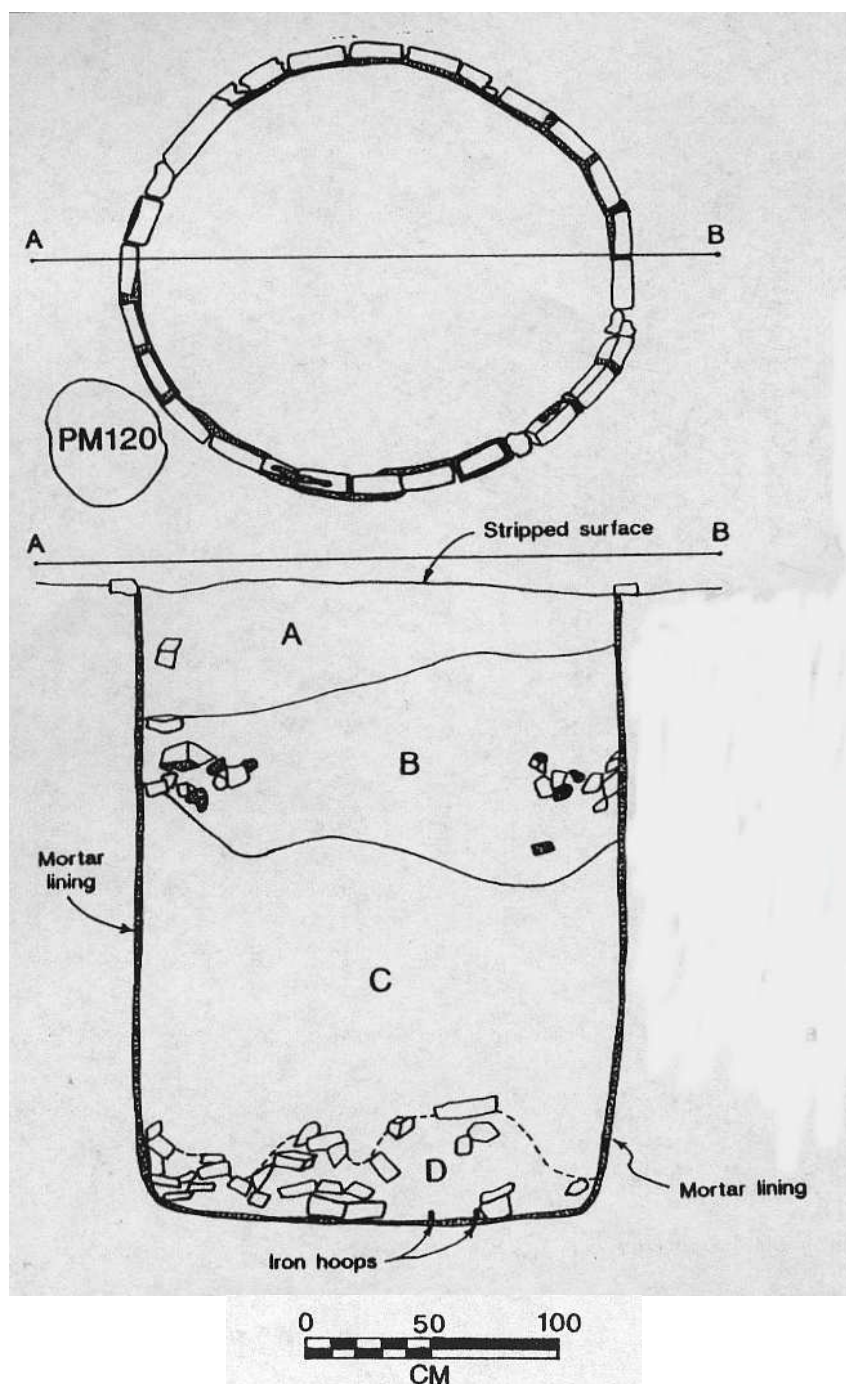 A B
PM120
Stripped surface
A B
A
B
Mortar
lining
C
D
Mortar lining
Iron hoops
0 50 100
CM